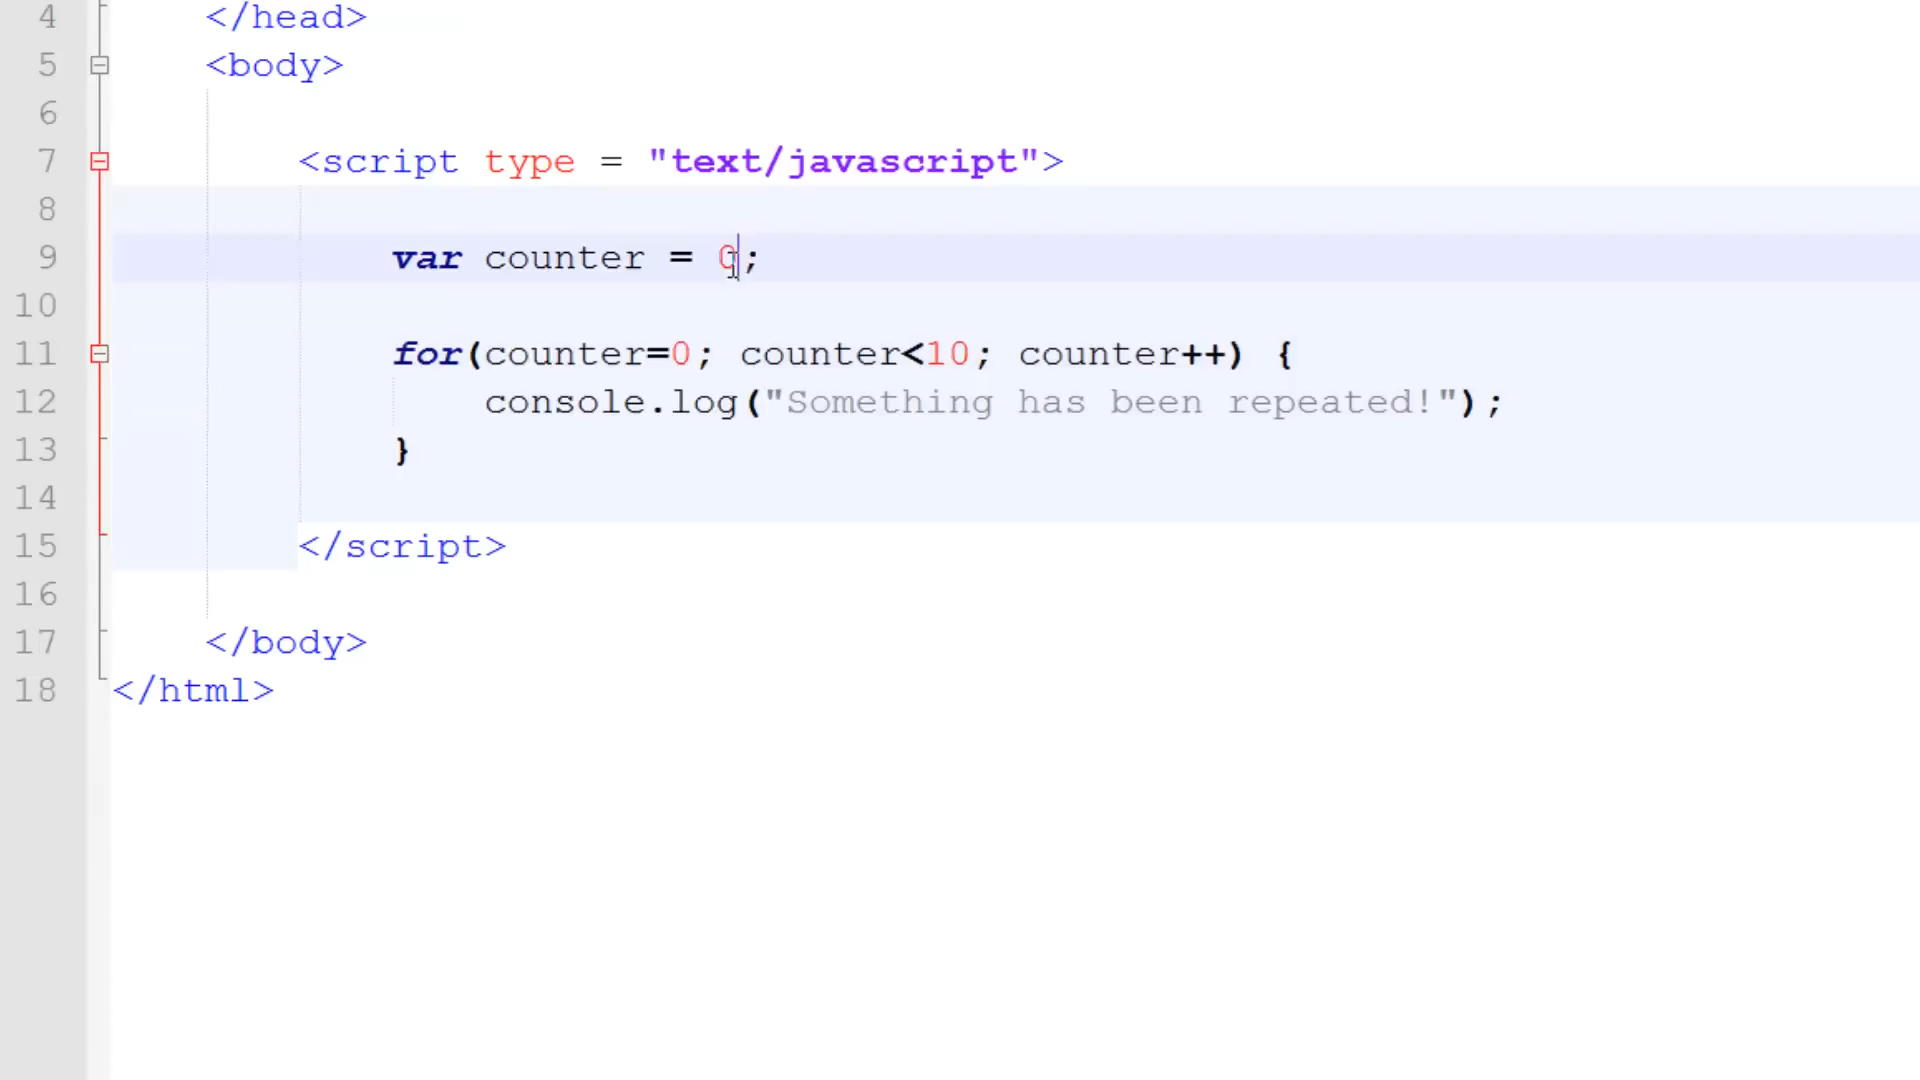 4 </head>
5 <body>
6
7 <script type = "text/javascript">
8
9 var counter = 0;
10
11 for(counter=0; counter<10; counter++) {
12 console.log("Something has been repeated!");
13 }
14
15 </script>
16
17 </body>
18 </html>